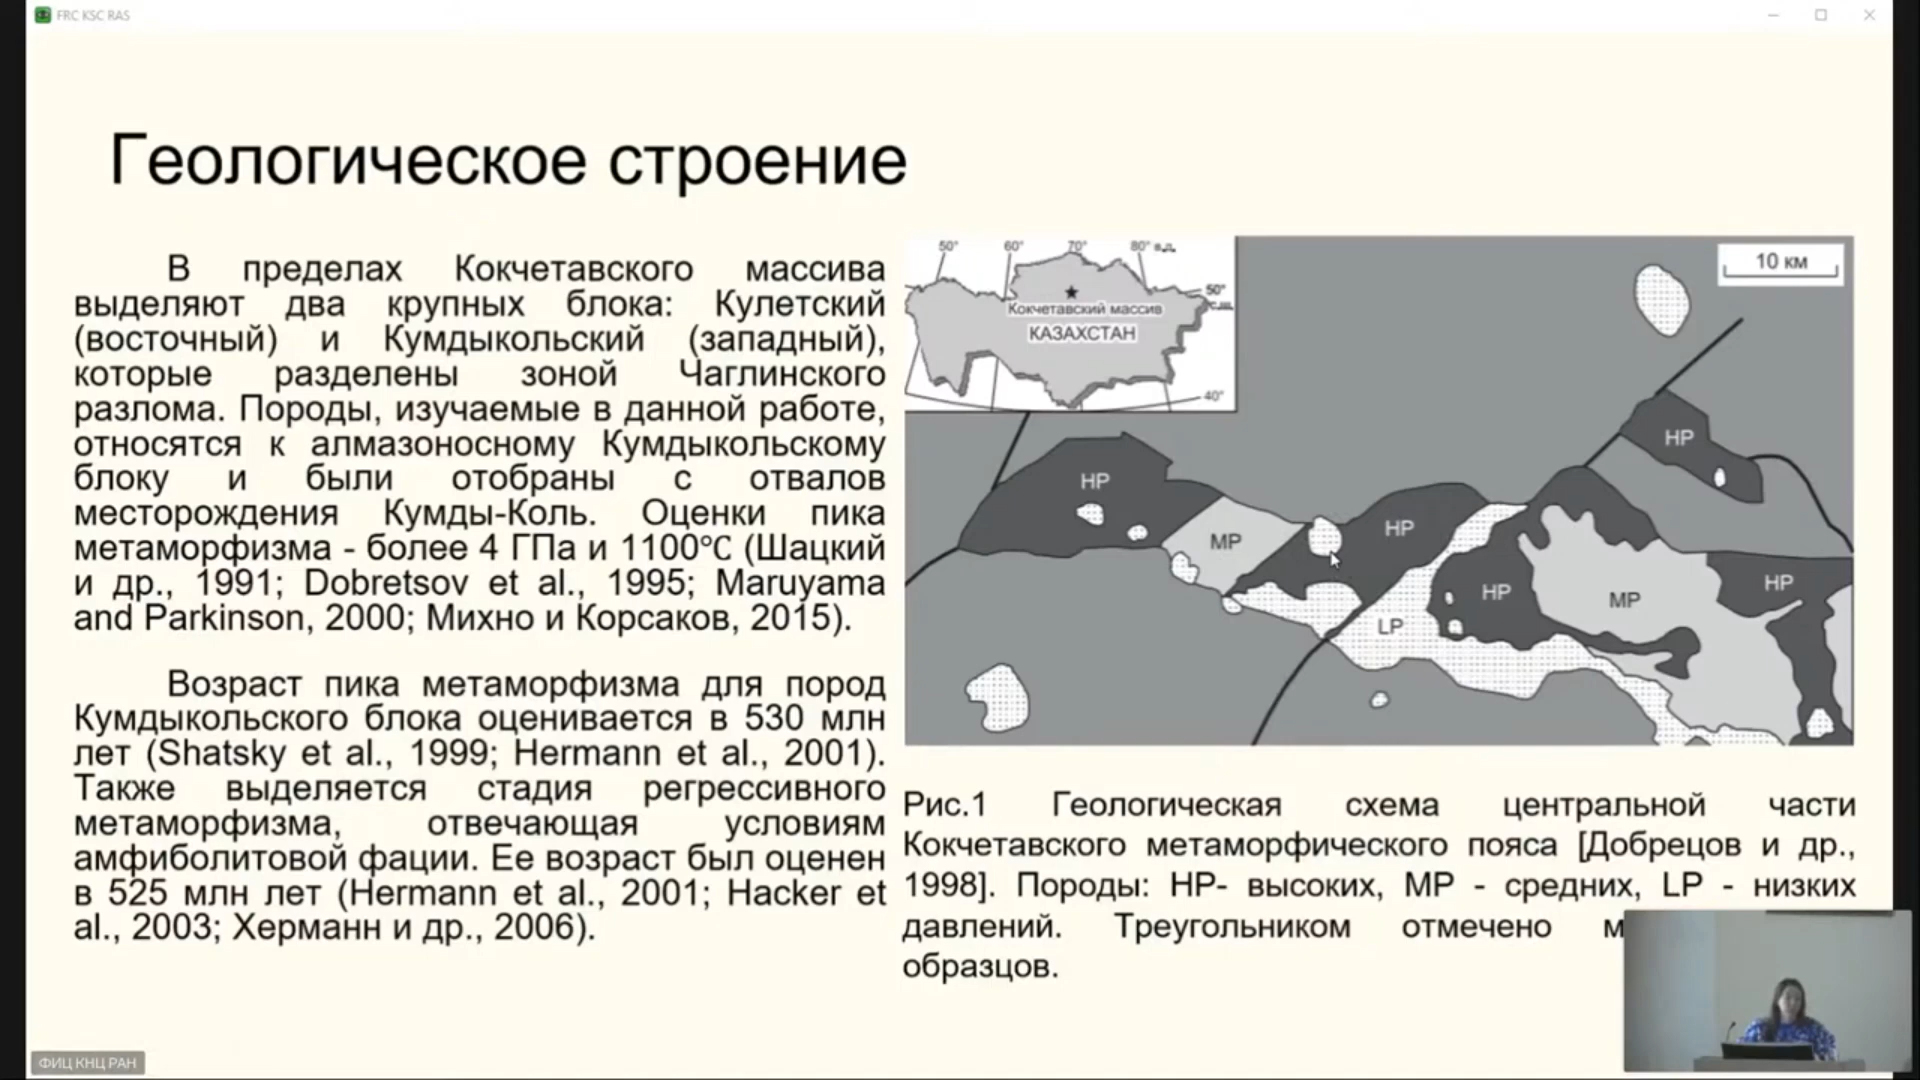 FRC KSC RAS
Геологическое строение
В пределах Кокчетавского массива
выделяют два крупных блока: Кулетский
(восточный) и Кумдыкольский (западный),
которые разделены зоной Чаглинского
разлома. Породы, изучаемые в данной работе,
относятся к алмазоносному Кумдыкольскому
блоку и были отобраны с отвалов
месторождения Кумды-Коль. Оценки пика
метаморфизма - более 4 ГПа и 1100℃ (Шацкий
и др., 1991; Dobretsov et al., 1995; Maruyama
and Parkinson, 2000; Михно и Корсаков, 2015).
Возраст пика метаморфизма для пород
Кумдыкольского блока оценивается в 530 млн
лет (Shatsky et al., 1999; Hermann et al., 2001).
Также выделяется стадия регрессивного
метаморфизма, отвечающая условиям
амфиболитовой фации. Ее возраст был оценен
в 525 млн лет (Hermann et al., 2001; Hacker et
al., 2003; Херманн и др., 2006).
50° 60° 70° 80° в.д.
50°
с.ш.
Кокчетавский массив
КАЗАХСТАН
40°
10 км
HP
HP
MP
HP
HP
MP
HP
LP
Рис.1 Геологическая схема центральной части
Кокчетавского метаморфического пояса [Добрецов и др.,
1998]. Породы: HP- высоких, MP - средних, LP - низких
давлений. Треугольником отмечено
образцов.
ФИЦ КНЦ РАН